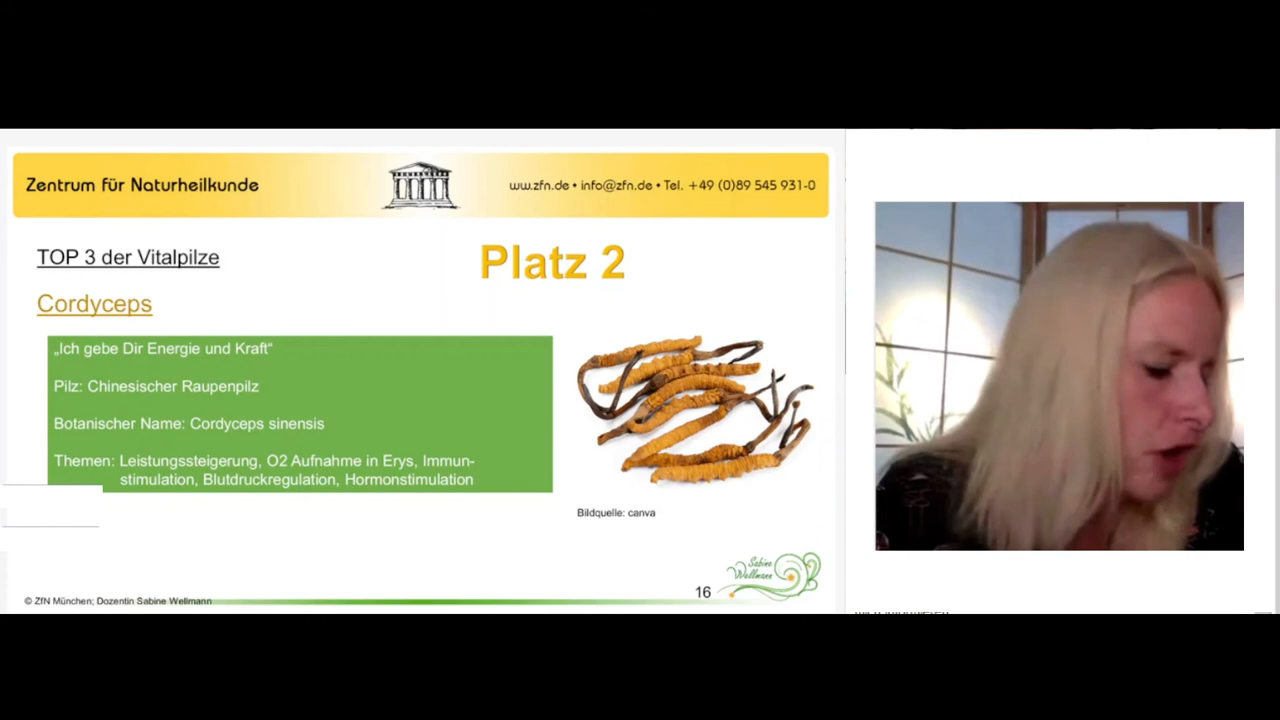 Zentrum für Naturheilkunde
ww.zfn.de • info@zfn.de • Tel. +49 (0)89 545 931-0
TOP 3 der Vitalpilze
Platz 2
Cordyceps
„Ich gebe Dir Energie und Kraft“
Pilz: Chinesischer Raupenpilz
Botanischer Name: Cordyceps sinensis
Themen: Leistungssteigerung, O2 Aufnahme in Erys, Immun-
stimulation, Blutdruckregulation, Hormonstimulation
Bildquelle: canva
Sabine
Wellmann
16
© ZfN München; Dozentin Sabine Wellmann